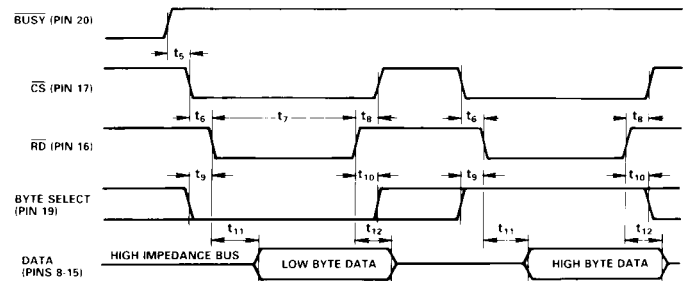 BUSY (PIN 20)
t5
CS (PIN 17)
t6 t7 t8 t6 t8
RD (PIN 16)
t9 t10 t9 t10
BYTE SELECT
(PIN 19)
t11 t12 t11 t12
HIGH IMPEDANCE BUS
DATA
(PINS 8-15)
LOW BYTE DATA
HIGH BYTE DATA